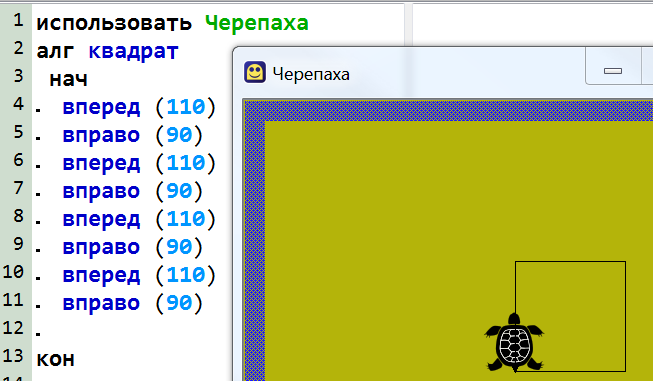 1 использовать Черепаха
2 алг квадрат
3 нач
4 . вперед (110)
5 . вправо (90)
6 . вперед (110)
7 . вправо (90)
8 . вперед (110)
9 . вправо (90)
10 . вперед (110)
11 . вправо (90)
12 .
13 кон
Черепаха